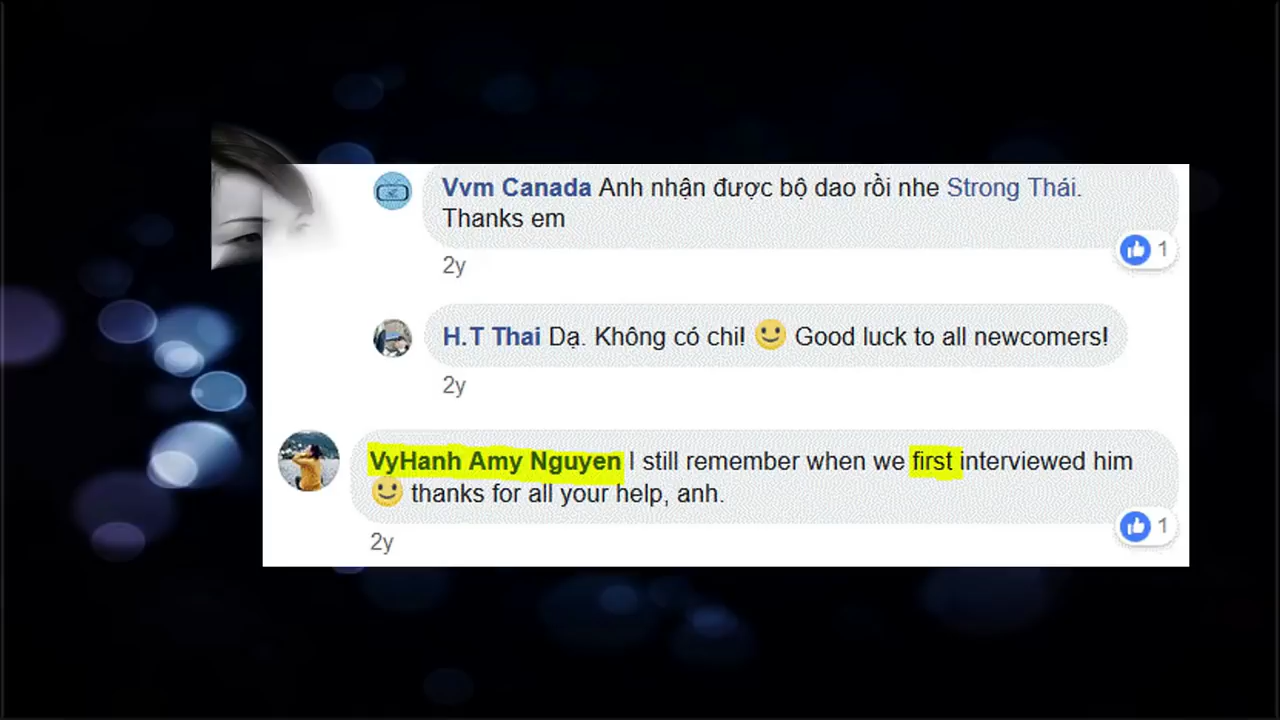 Vvm Canada Anh nhận được bộ dao rồi nhe Strong Thái.
Thanks em
1
2y
H.T Thai Dạ. Không có chi! 🙂 Good luck to all newcomers!
2y
VyHanh Amy Nguyen I still remember when we first interviewed him
🙂 thanks for all your help, anh.
1
2y